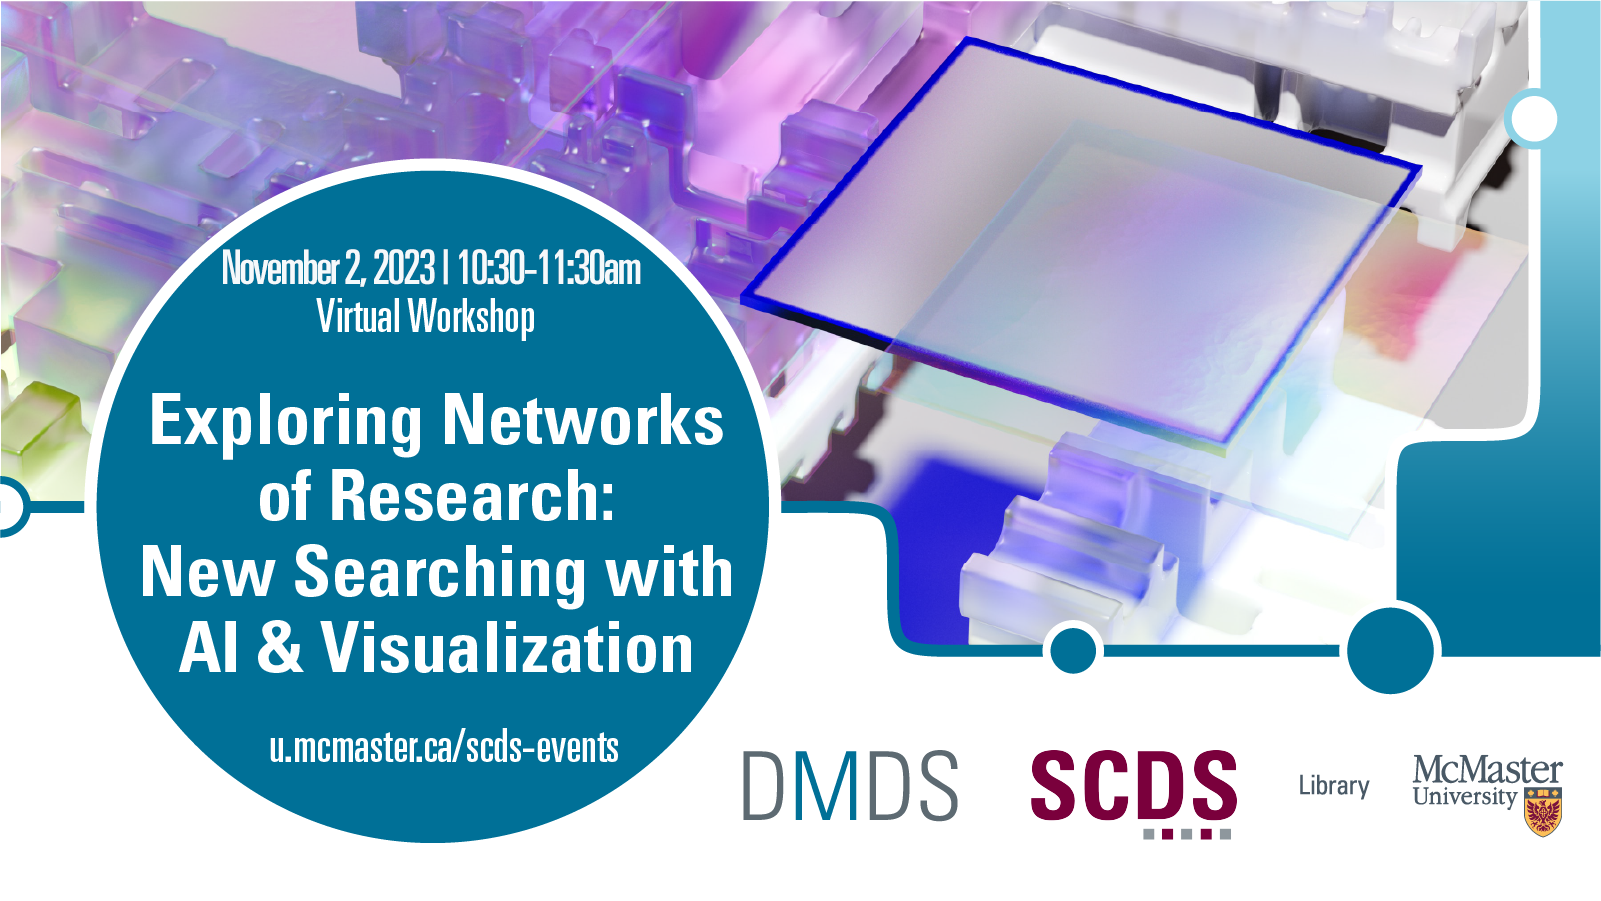 November 2, 2023 | 10:30-11:30am
Virtual Workshop
Exploring Networks
of Research:
New Searching with
AI & Visualization
u.mcmaster.ca/scds-events
DMDS
SCDS
Library
McMaster
University